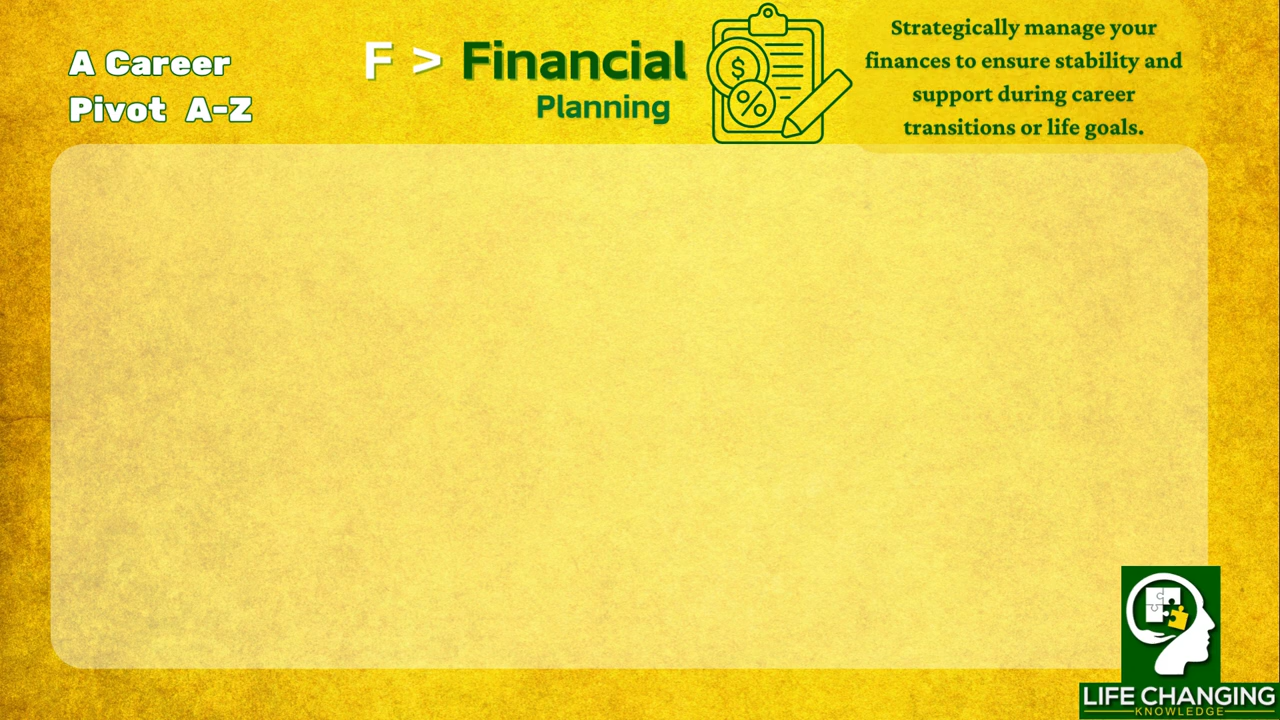 A Career
Pivot A-Z
F > Financial
Planning
$
%
Strategically manage your
finances to ensure stability and
support during career
transitions or life goals.
LIFE CHANGING
KNOWLEDGE